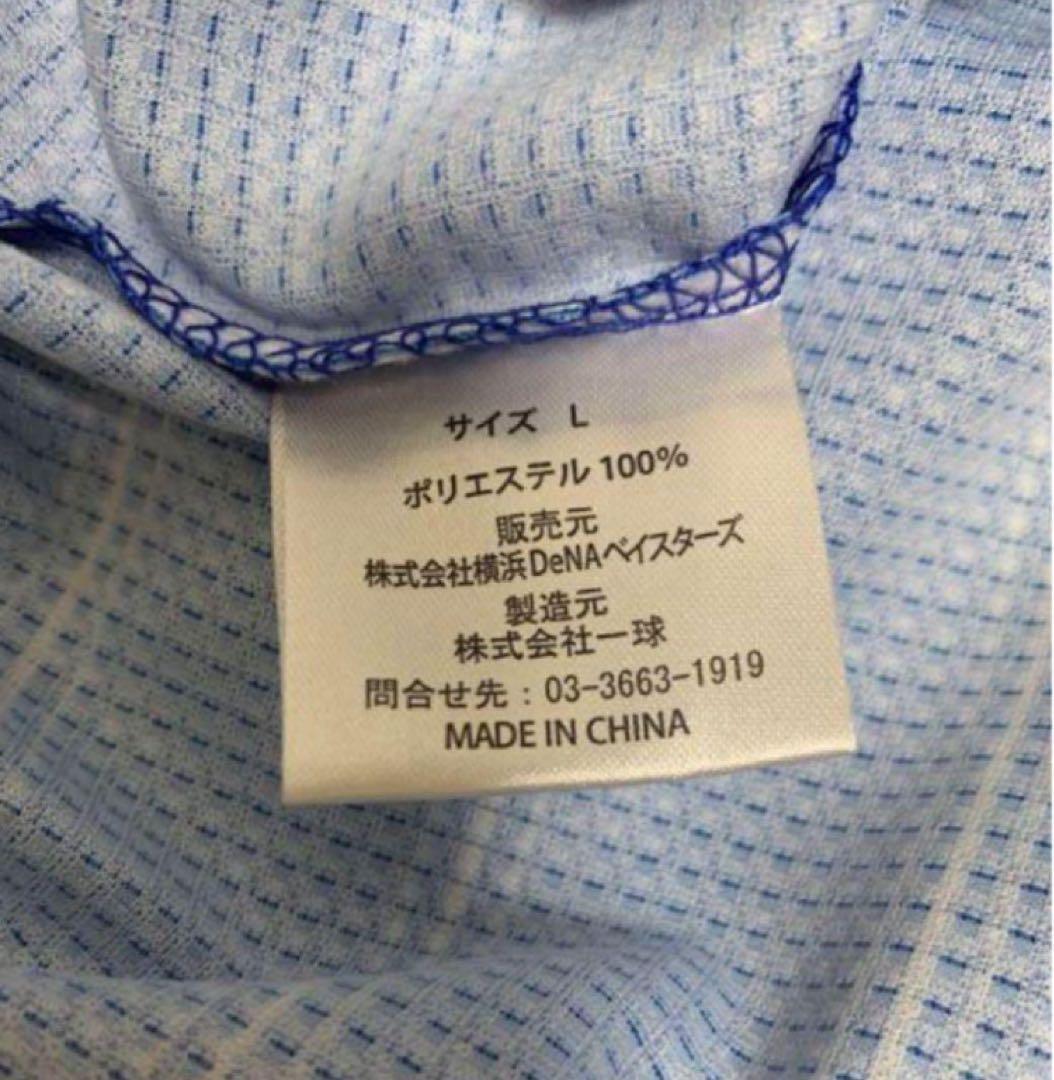 サイズ L
ポリエステル 100%
販売元
株式会社横浜DeNAベイスターズ
製造元
株式会社一球
問合せ先：03-3663-1919
MADE IN CHINA